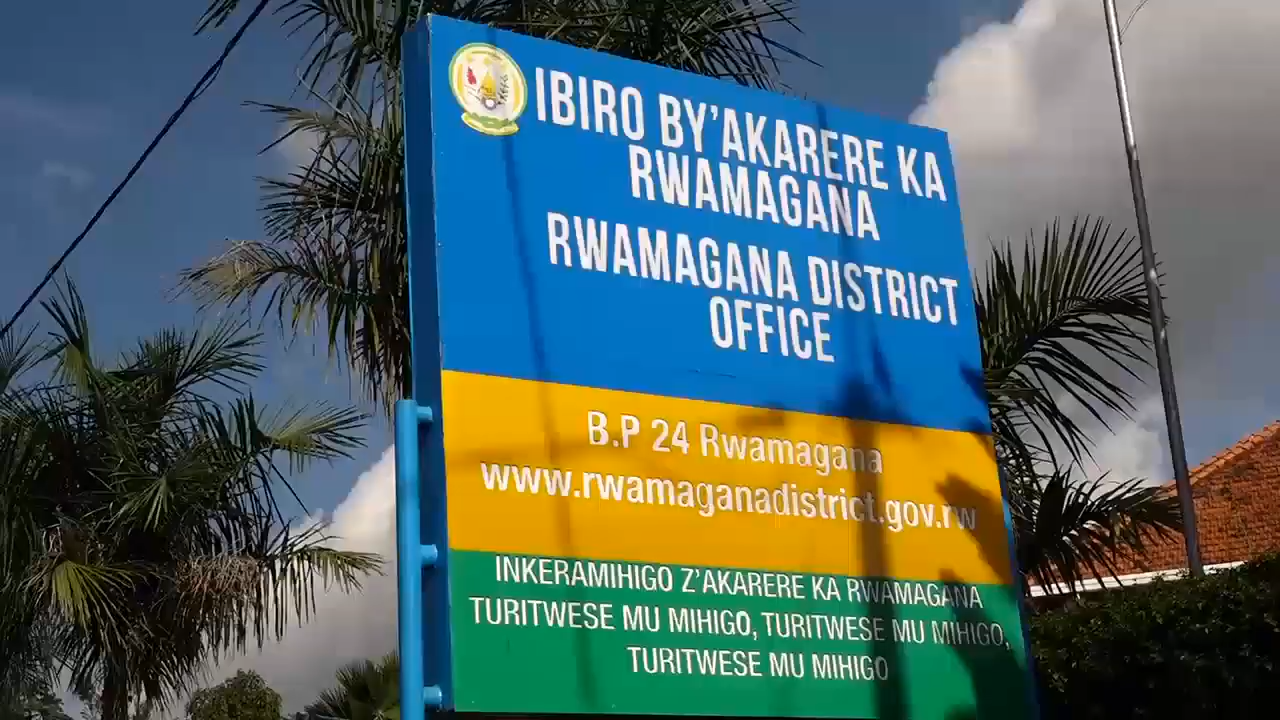 IBIRO BY'AKARERE KA
RWAMAGANA
RWAMAGANA DISTRICT
OFFICE
B.P 24 Rwamagana
www.rwamaganadistrict.gov.rw
INKERAMIHIGO Z'AKARERE KA RWAMAGANA
TURITWESE MU MIHIGO, TURITWESE MU MIHIGO,
TURITWESE MU MIHIGO